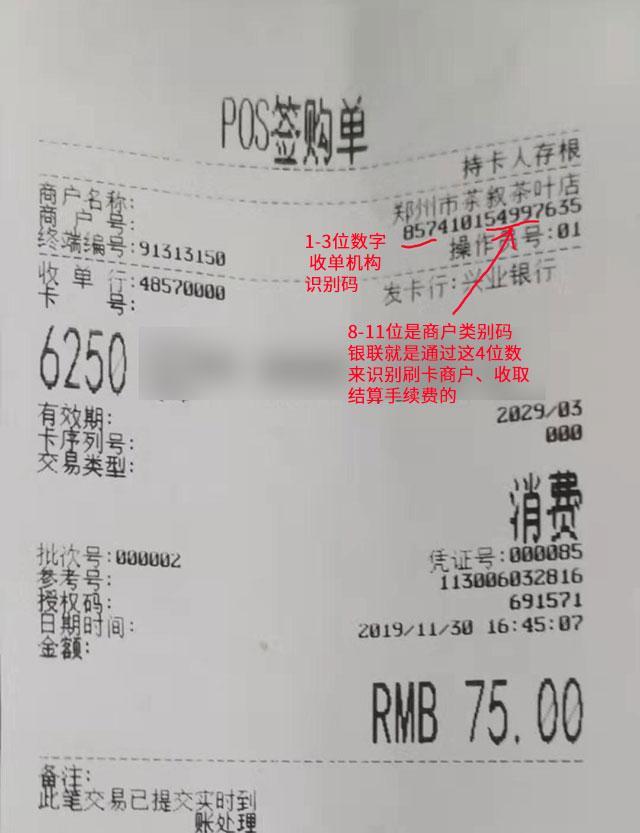 POS签购单
持卡人存根
商户名称:
郑州市茶叙茶叶店
商 户 号:
857410154997635
终端编号:91313150
操作员号:01
收 单 行:48570000
发卡行:兴业银行
卡 号:
6250
1-3位数字
收单机构
识别码
8-11位是商户类别码
银联就是通过这4位数
来识别刷卡商户、收取
结算手续费的
有效期:
2029/03
卡序列号:
000
交易类型:
消费
批次号:000002
凭证号:000085
参考号:
113006032816
授权码:
691571
日期时间:
2019/11/30 16:45:07
金额:
RMB 75.00
备注:
此笔交易已提交实时到
账处理